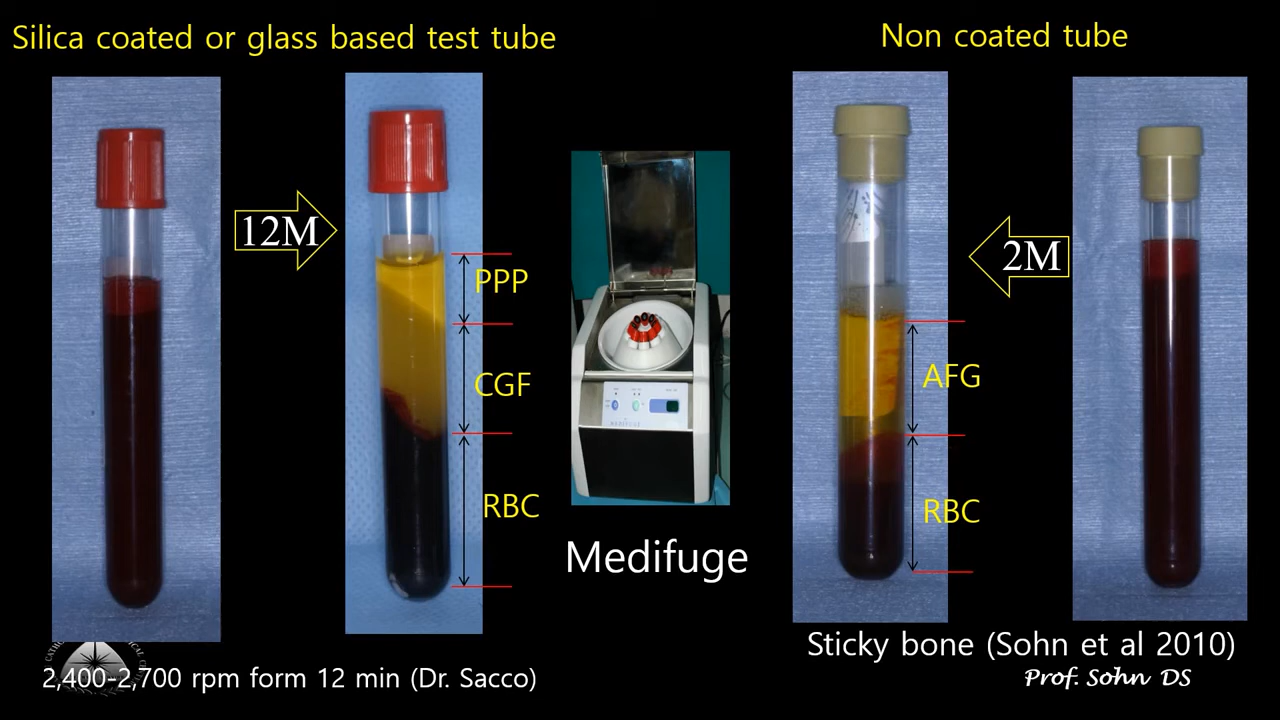 Silica coated or glass based test tube
Non coated tube
12M
PPP
CGF
RBC
Medifuge
2M
AFG
RBC
2,400-2,700 rpm form 12 min (Dr. Sacco)
Sticky bone (Sohn et al 2010)
Prof. Sohn DS